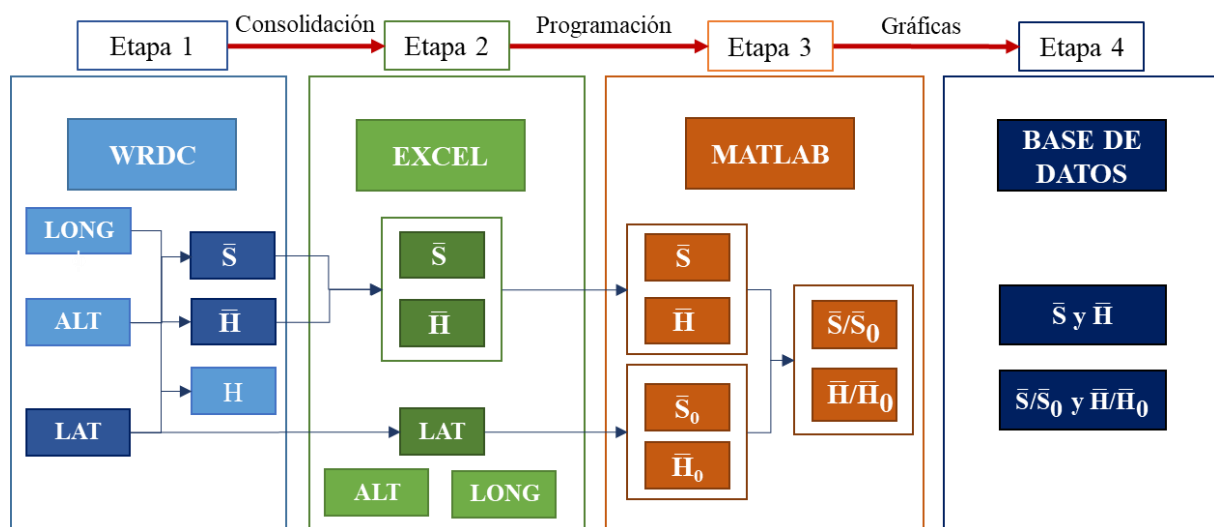 Consolidación
Programación
Gráficas
Etapa 1
Etapa 2
Etapa 3
Etapa 4
WRDC
LONG
ALT
LAT
S̅
H̅
H
EXCEL
S̅
H̅
LAT
ALT
LONG
MATLAB
S̅
H̅
S̅₀
H̅₀
S̅/S̅₀
H̅/H̅₀
BASE DE
DATOS
S̅ y H̅
S̅/S̅₀ y H̅/H̅₀